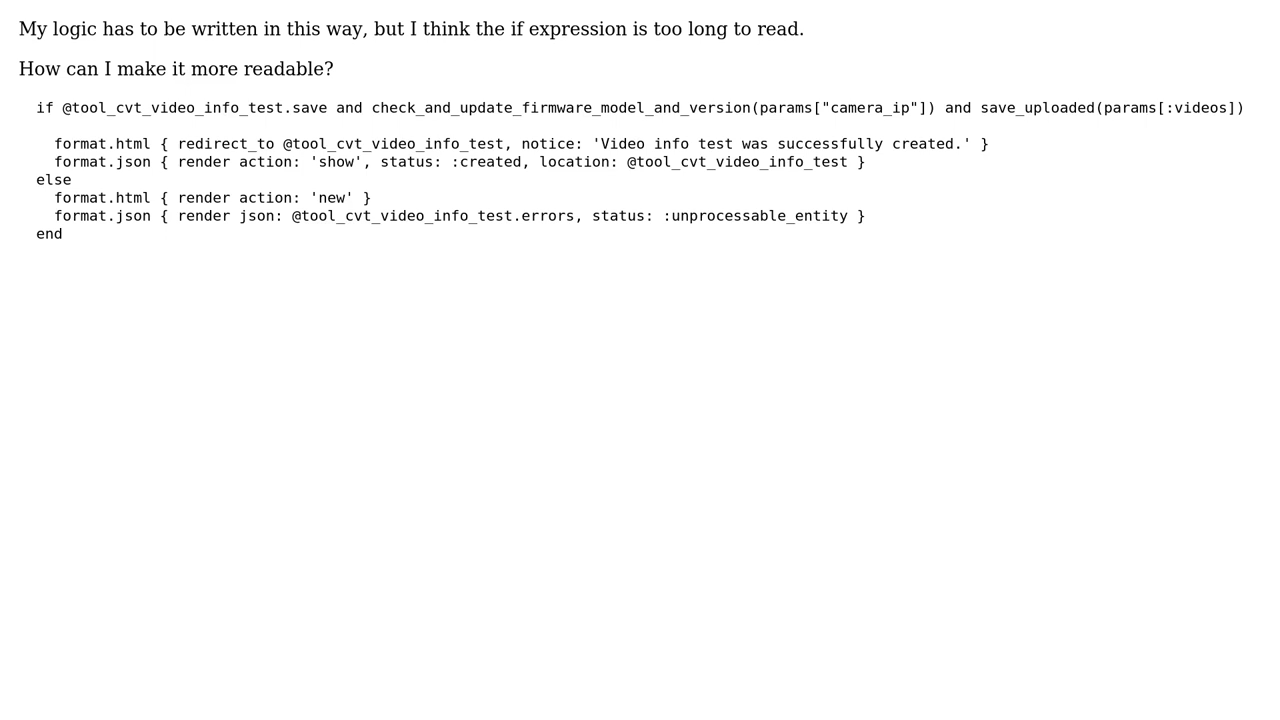 My logic has to be written in this way, but I think the if expression is too long to read.
How can I make it more readable?
if @tool_cvt_video_info_test.save and check_and_update_firmware_model_and_version(params["camera_ip"]) and save_uploaded(params[:videos])
format.html { redirect_to @tool_cvt_video_info_test, notice: 'Video info test was successfully created.' }
format.json { render action: 'show', status: :created, location: @tool_cvt_video_info_test }
else
format.html { render action: 'new' }
format.json { render json: @tool_cvt_video_info_test.errors, status: :unprocessable_entity }
end